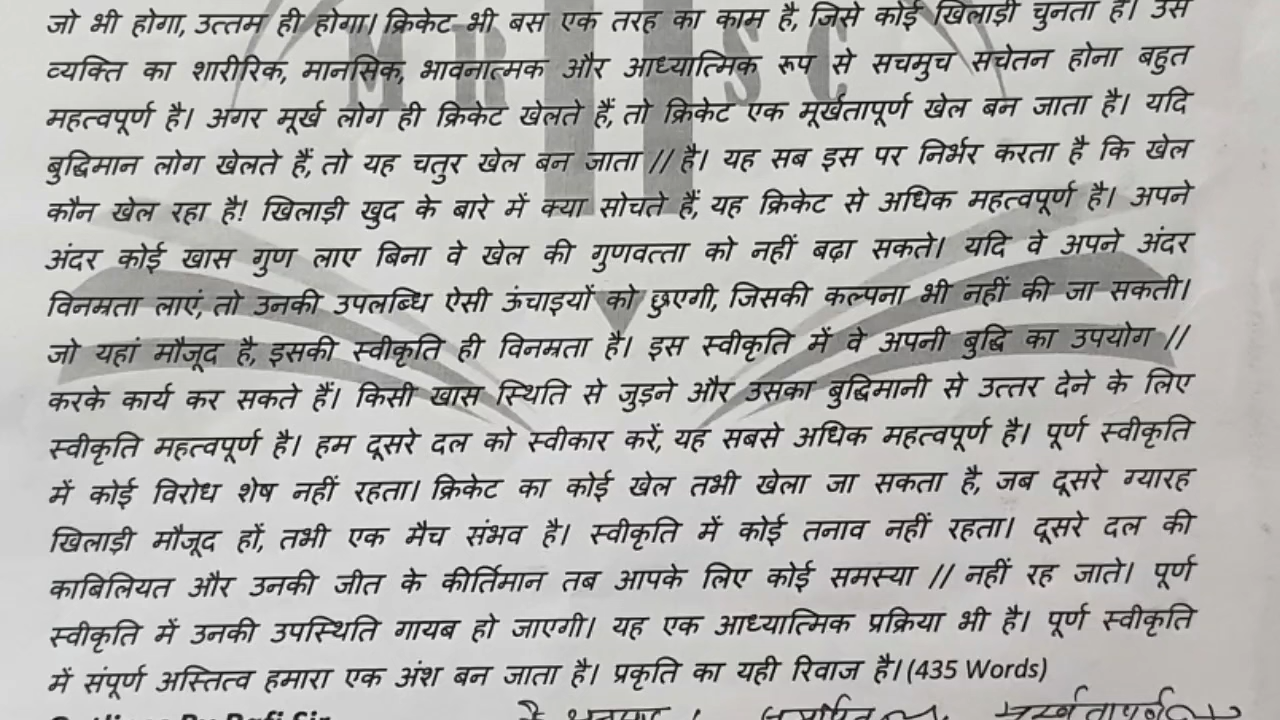 जो भी होगा, उत्तम ही होगा। क्रिकेट भी बस एक तरह का काम है, जिसे कोई खिलाड़ी चुनता है। उस
व्यक्ति का शारीरिक, मानसिक, भावनात्मक और आध्यात्मिक रूप से सचमुच सचेतन होना बहुत
महत्वपूर्ण है। अगर मूर्ख लोग ही क्रिकेट खेलते हैं, तो क्रिकेट एक मूर्खतापूर्ण खेल बन जाता है। यदि
बुद्धिमान लोग खेलते हैं, तो यह चतुर खेल बन जाता // है। यह सब इस पर निर्भर करता है कि खेल
कौन खेल रहा है! खिलाड़ी खुद के बारे में क्या सोचते हैं, यह क्रिकेट से अधिक महत्वपूर्ण है। अपने
अंदर कोई खास गुण लाए बिना वे खेल की गुणवत्ता को नहीं बढ़ा सकते। यदि वे अपने अंदर
विनम्रता लाएं, तो उनकी उपलब्धि ऐसी ऊंचाइयों को छुएगी, जिसकी कल्पना भी नहीं की जा सकती।
जो यहां मौजूद है, इसकी स्वीकृति ही विनम्रता है। इस स्वीकृति में वे अपनी बुद्धि का उपयोग //
करके कार्य कर सकते हैं। किसी खास स्थिति से जुड़ने और उसका बुद्धिमानी से उत्तर देने के लिए
स्वीकृति महत्वपूर्ण है। हम दूसरे दल को स्वीकार करें, यह सबसे अधिक महत्वपूर्ण है। पूर्ण स्वीकृति
में कोई विरोध शेष नहीं रहता। क्रिकेट का कोई खेल तभी खेला जा सकता है, जब दूसरे ग्यारह
खिलाड़ी मौजूद हों, तभी एक मैच संभव है। स्वीकृति में कोई तनाव नहीं रहता। दूसरे दल की
काबिलियत और उनकी जीत के कीर्तिमान तब आपके लिए कोई समस्या // नहीं रह जाते। पूर्ण
स्वीकृति में उनकी उपस्थिति गायब हो जाएगी। यह एक आध्यात्मिक प्रक्रिया भी है। पूर्ण स्वीकृति
में संपूर्ण अस्तित्व हमारा एक अंश बन जाता है। प्रकृति का यही रिवाज है। (435 Words)